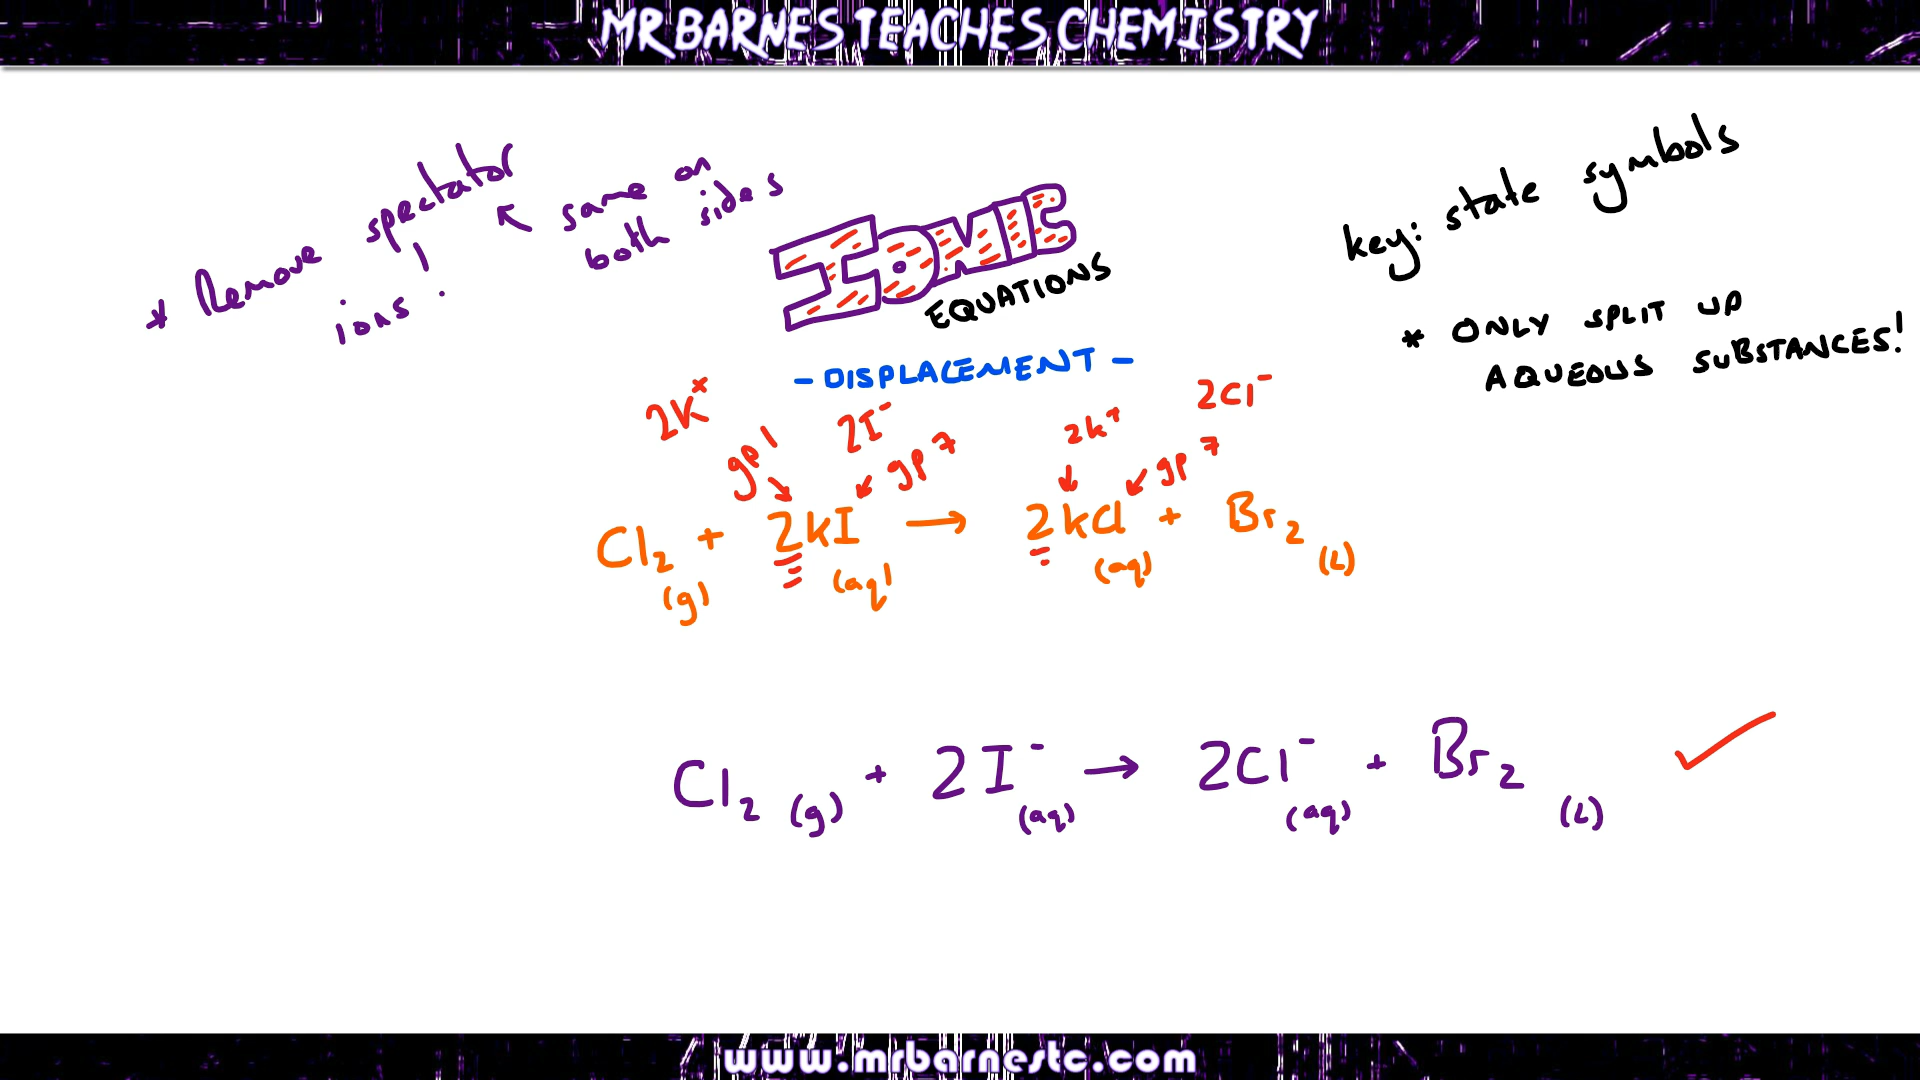 MR BARNES TEACHES CHEMISTRY
* Remove spectator ions!
↖ same on both sides
IONIC
EQUATIONS
- DISPLACEMENT -
key: state symbols
* ONLY SPLIT UP
AQUEOUS SUBSTANCES!
2K⁺ 2I⁻ 2k⁺ 2Cl⁻
gp 1 gp 7 gp 7
Cl₂ (g) + 2kI (aq) → 2kCl (aq) + Br₂ (L)
Cl₂ (g) + 2I⁻ (aq) → 2Cl⁻ (aq) + Br₂ (L) ✓
www.mrbarnestc.com